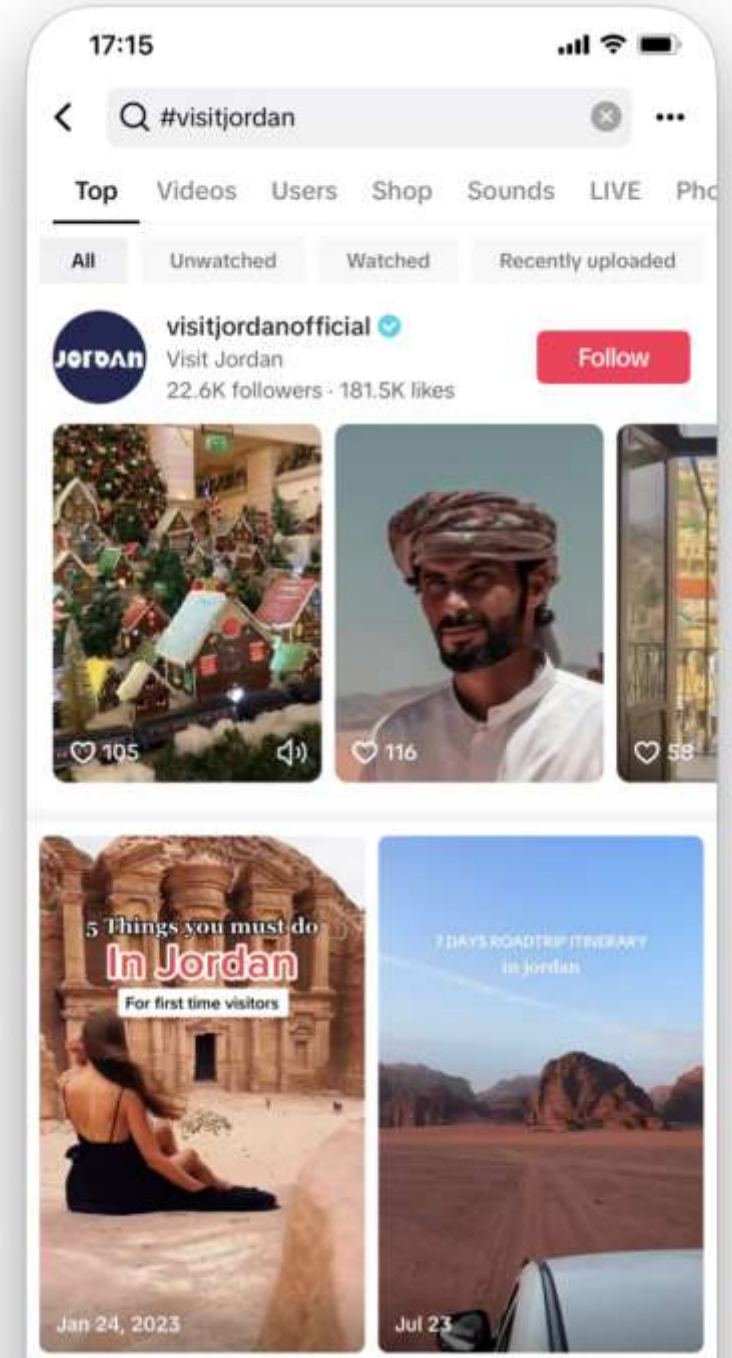 17:15
#visitjordan
Top Videos Users Shop Sounds LIVE Pho
All Unwatched Watched Recently uploaded
JORDAN
visitjordanofficial
Visit Jordan
22.6K followers · 181.5K likes
Follow
105
116
58
5 Things you must do
In Jordan
For first time visitors
Jan 24, 2023
7 DAYS ROADTRIP ITINERARY
in jordan
Jul 23